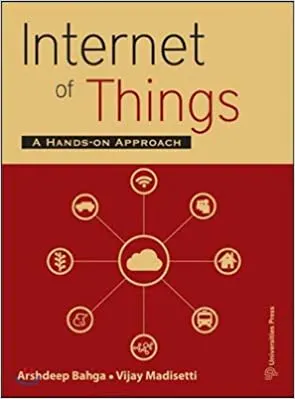 Internet
of Things
A HANDS-ON APPROACH
Arshdeep Bahga • Vijay Madisetti
Universities Press